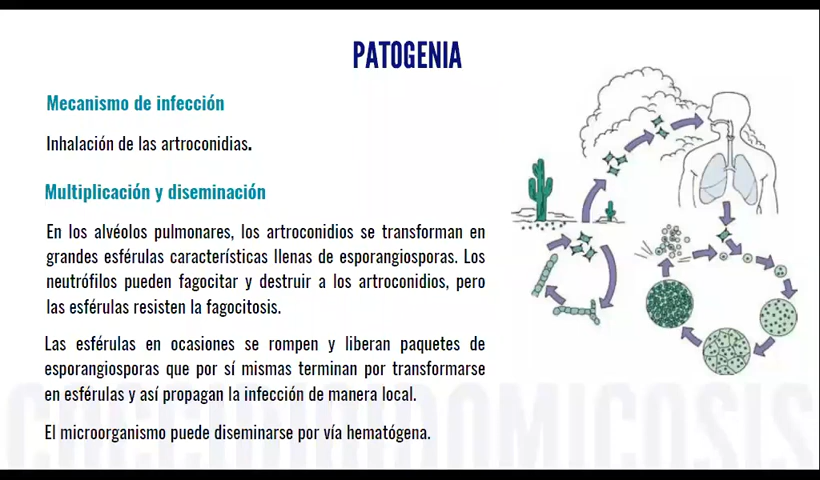 PATOGENIA
Mecanismo de infección
Inhalación de las artroconidias.
Multiplicación y diseminación
En los alvéolos pulmonares, los artroconidios se transforman en
grandes esférulas características llenas de esporangiosporas. Los
neutrófilos pueden fagocitar y destruir a los artroconidios, pero
las esférulas resisten la fagocitosis.
Las esférulas en ocasiones se rompen y liberan paquetes de
esporangiosporas que por sí mismas terminan por transformarse
en esférulas y así propagan la infección de manera local.
El microorganismo puede diseminarse por vía hematógena.
COCCIDIOIDOMICOSIS